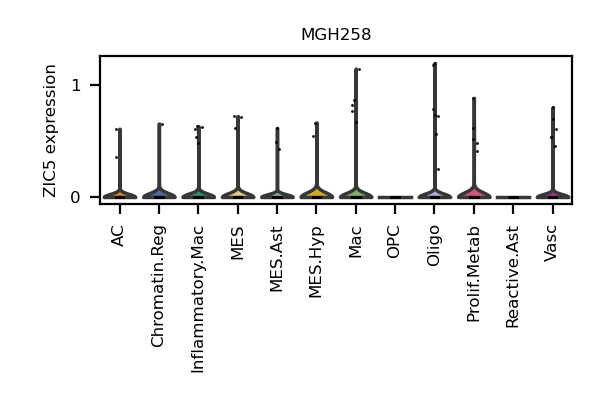 MGH258
ZIC5 expression
1
0
AC
Chromatin.Reg
Inflammatory.Mac
MES
MES.Ast
MES.Hyp
Mac
OPC
Oligo
Prolif.Metab
Reactive.Ast
Vasc